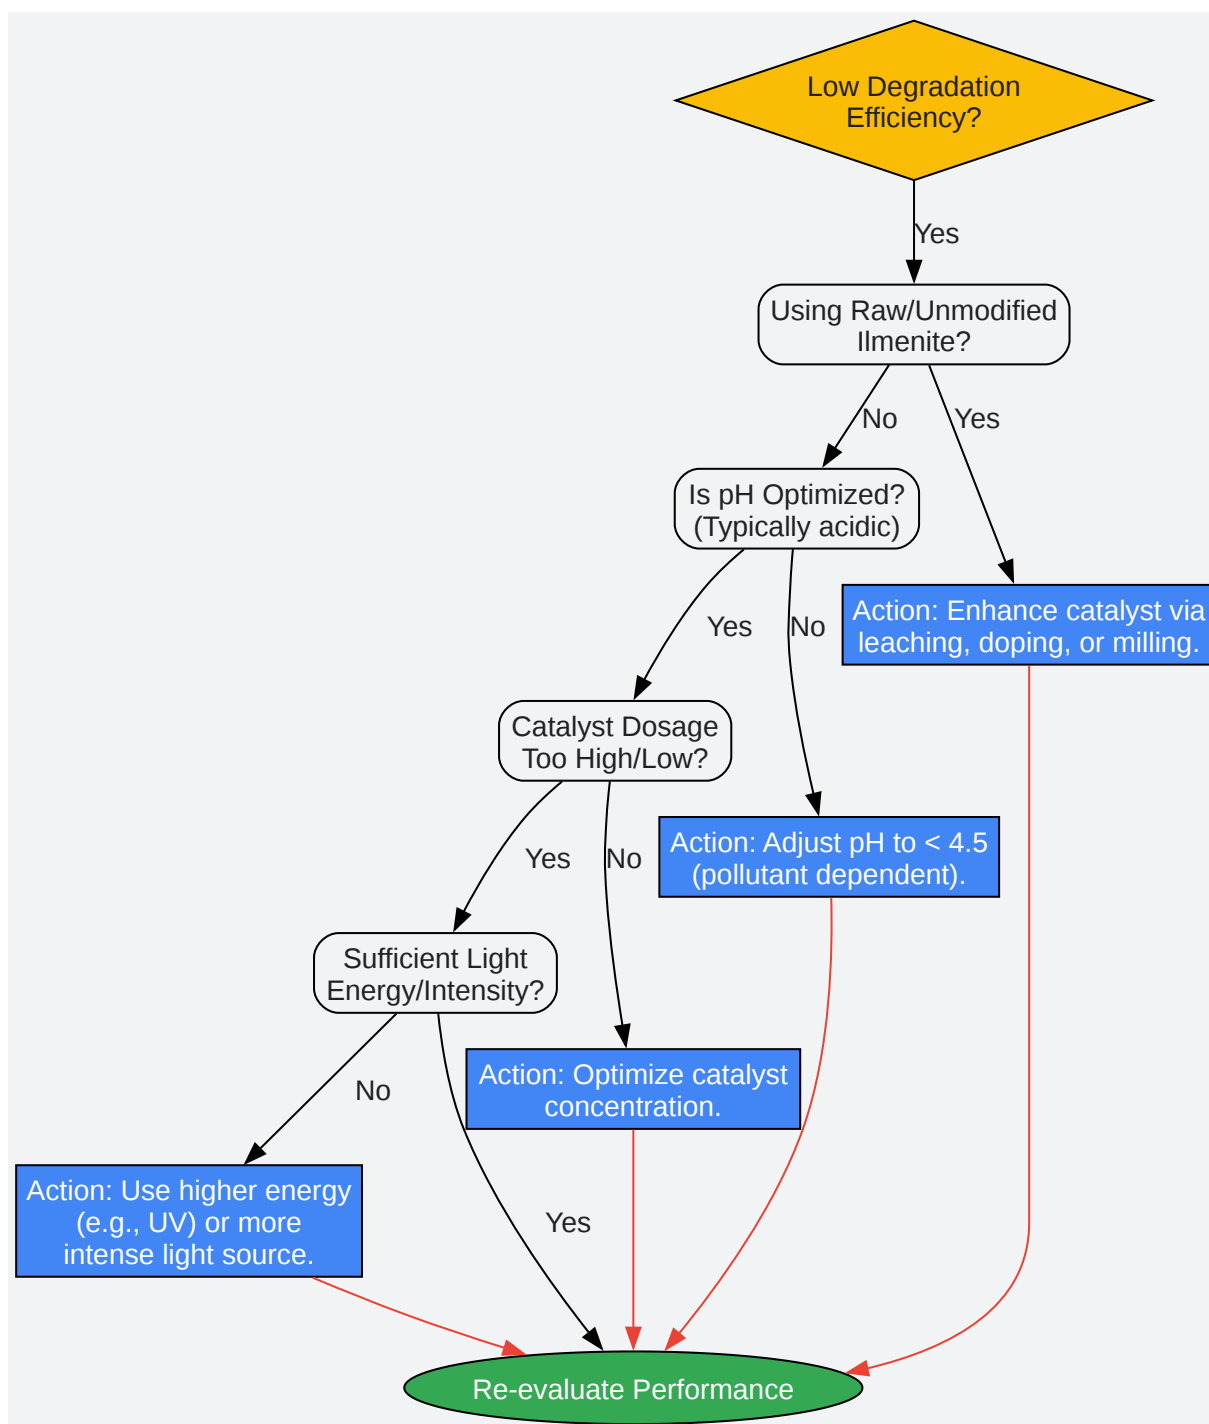 Low Degradation
Efficiency?
Yes
Using Raw/Unmodified
Ilmenite?
No
Yes
Is pH Optimized?
(Typically acidic)
Action: Enhance catalyst via
leaching, doping, or milling.
Yes
No
Catalyst Dosage
Too High/Low?
Action: Adjust pH to < 4.5
(pollutant dependent).
Yes
No
Sufficient Light
Energy/Intensity?
Action: Optimize catalyst
concentration.
No
Action: Use higher energy
(e.g., UV) or more
intense light source.
Yes
Re-evaluate Performance